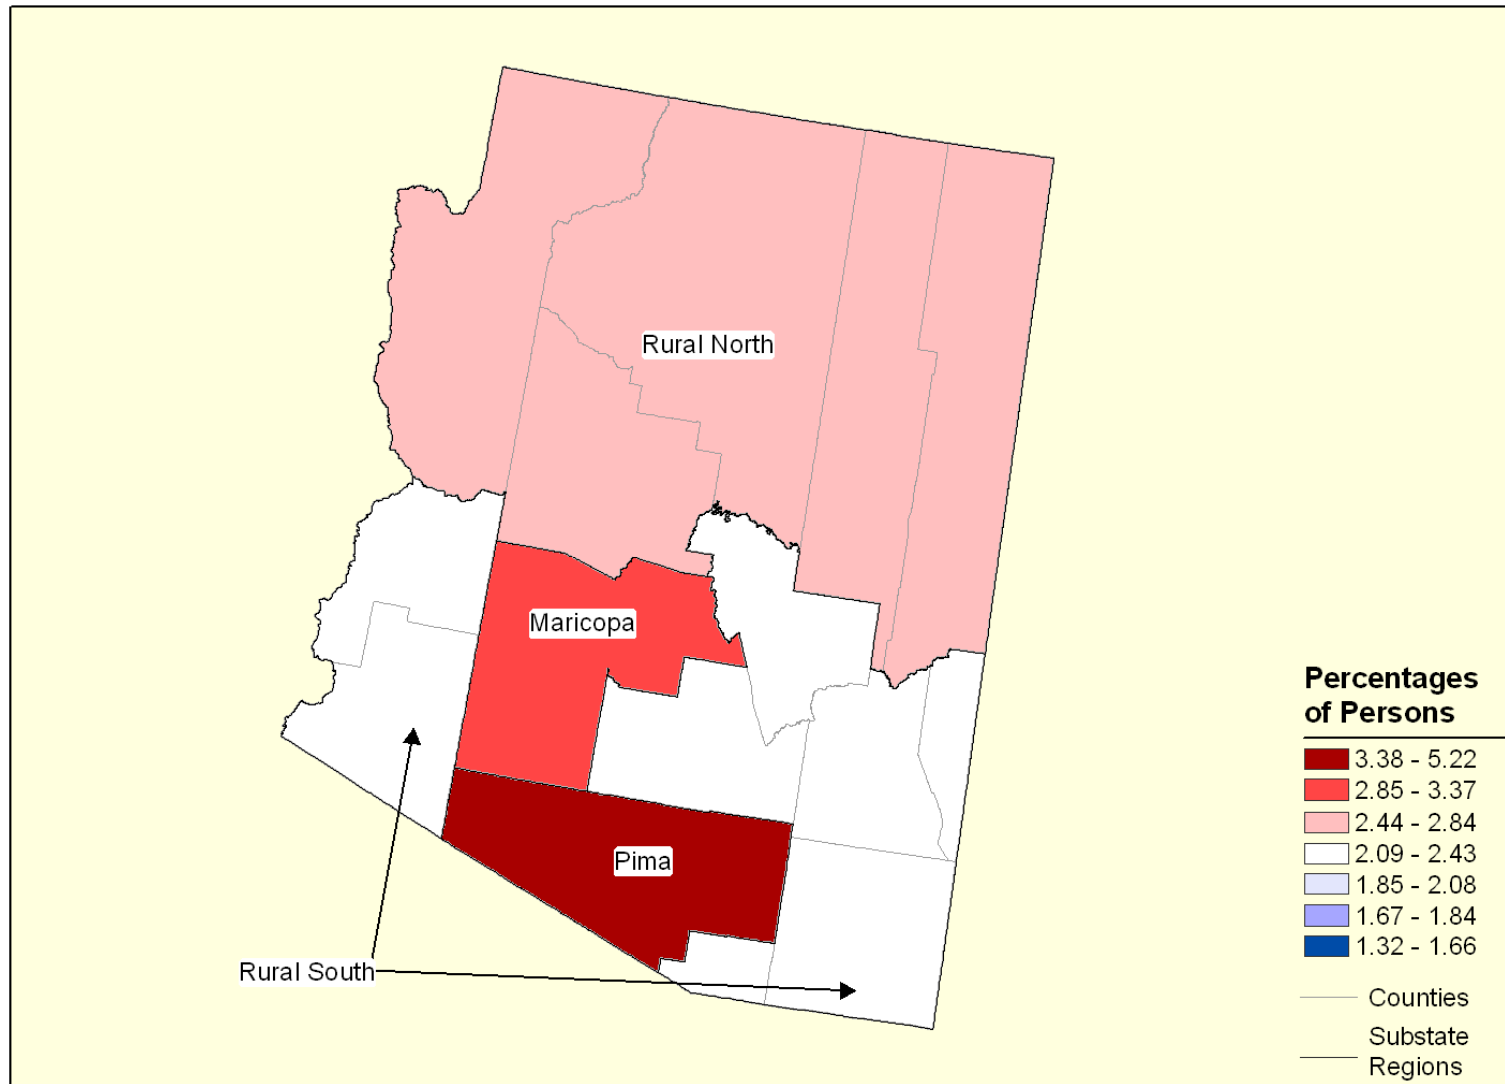 Rural North
Maricopa
Pima
Rural South
Percentages
of Persons
3.38 - 5.22
2.85 - 3.37
2.44 - 2.84
2.09 - 2.43
1.85 - 2.08
1.67 - 1.84
1.32 - 1.66
Counties
Substate
Regions